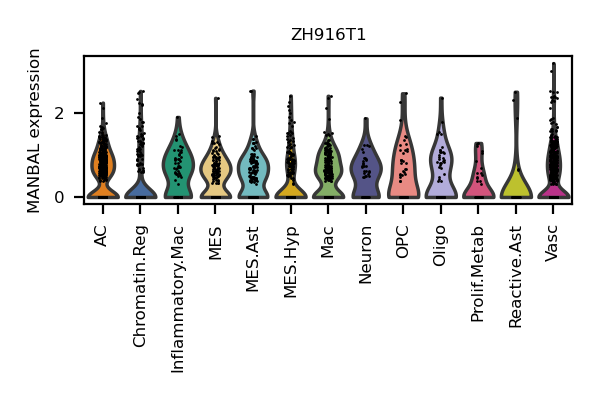 ZH916T1
MANBAL expression
2
0
AC
Chromatin.Reg
Inflammatory.Mac
MES
MES.Ast
MES.Hyp
Mac
Neuron
OPC
Oligo
Prolif.Metab
Reactive.Ast
Vasc